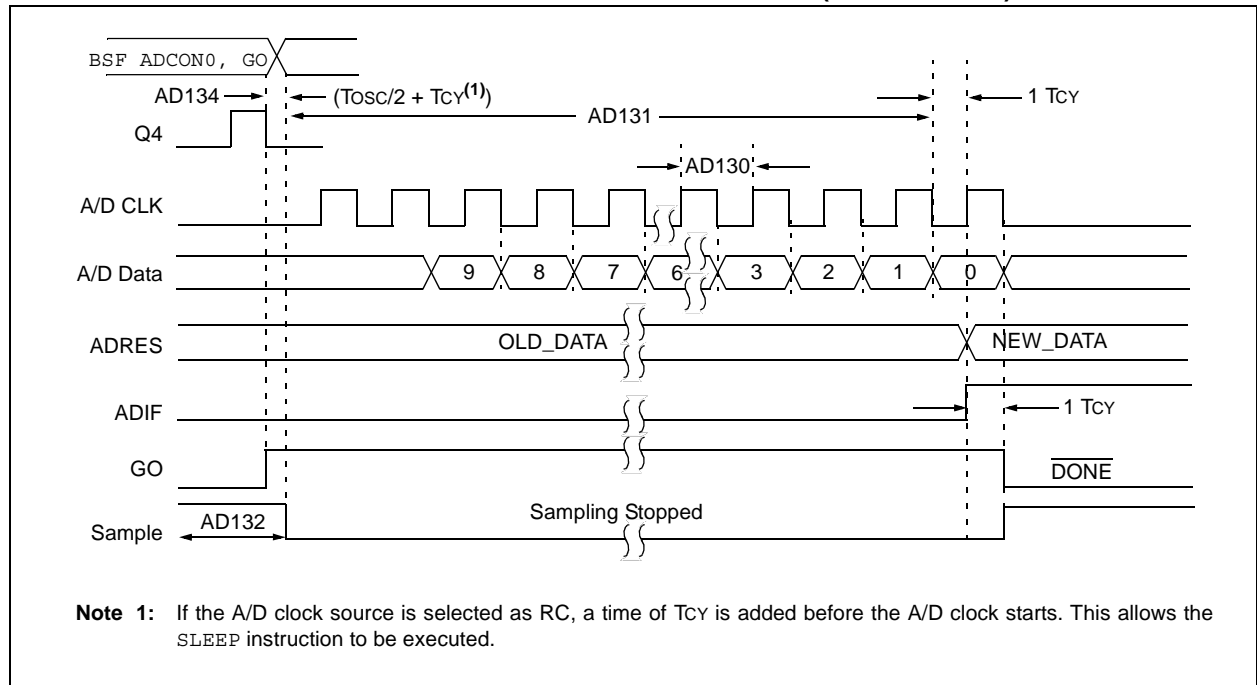 BSF ADCON0, GO
AD134
(TOSC/2 + TCY(1))
AD131
1 TCY
Q4
AD130
A/D CLK
A/D Data
9
8
7
6
3
2
1
0
ADRES
OLD_DATA
NEW_DATA
ADIF
1 TCY
GO
DONE
Sample
AD132
Sampling Stopped
Note 1: If the A/D clock source is selected as RC, a time of TCY is added before the A/D clock starts. This allows the
SLEEP instruction to be executed.